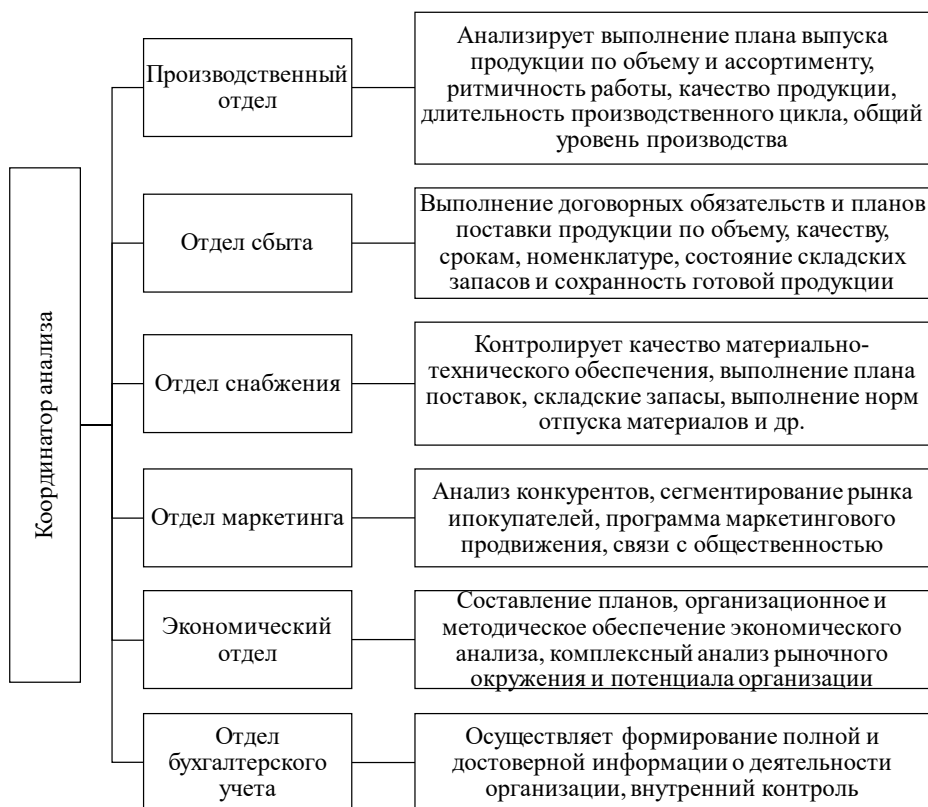 Координатор анализа
Производственный
отдел
Анализирует выполнение плана выпуска
продукции по объему и ассортименту,
ритмичность работы, качество продукции,
длительность производственного цикла, общий
уровень производства
Отдел сбыта
Выполнение договорных обязательств и планов
поставки продукции по объему, качеству,
срокам, номенклатуре, состояние складских
запасов и сохранность готовой продукции
Отдел снабжения
Контролирует качество материально-
технического обеспечения, выполнение плана
поставок, складские запасы, выполнение норм
отпуска материалов и др.
Отдел маркетинга
Анализ конкурентов, сегментирование рынка
ипокупателей, программа маркетингового
продвижения, связи с общественностью
Экономический
отдел
Составление планов, организационное и
методическое обеспечение экономического
анализа, комплексный анализ рыночного
окружения и потенциала организации
Отдел
бухгалтерского
учета
Осуществляет формирование полной и
достоверной информации о деятельности
организации, внутренний контроль